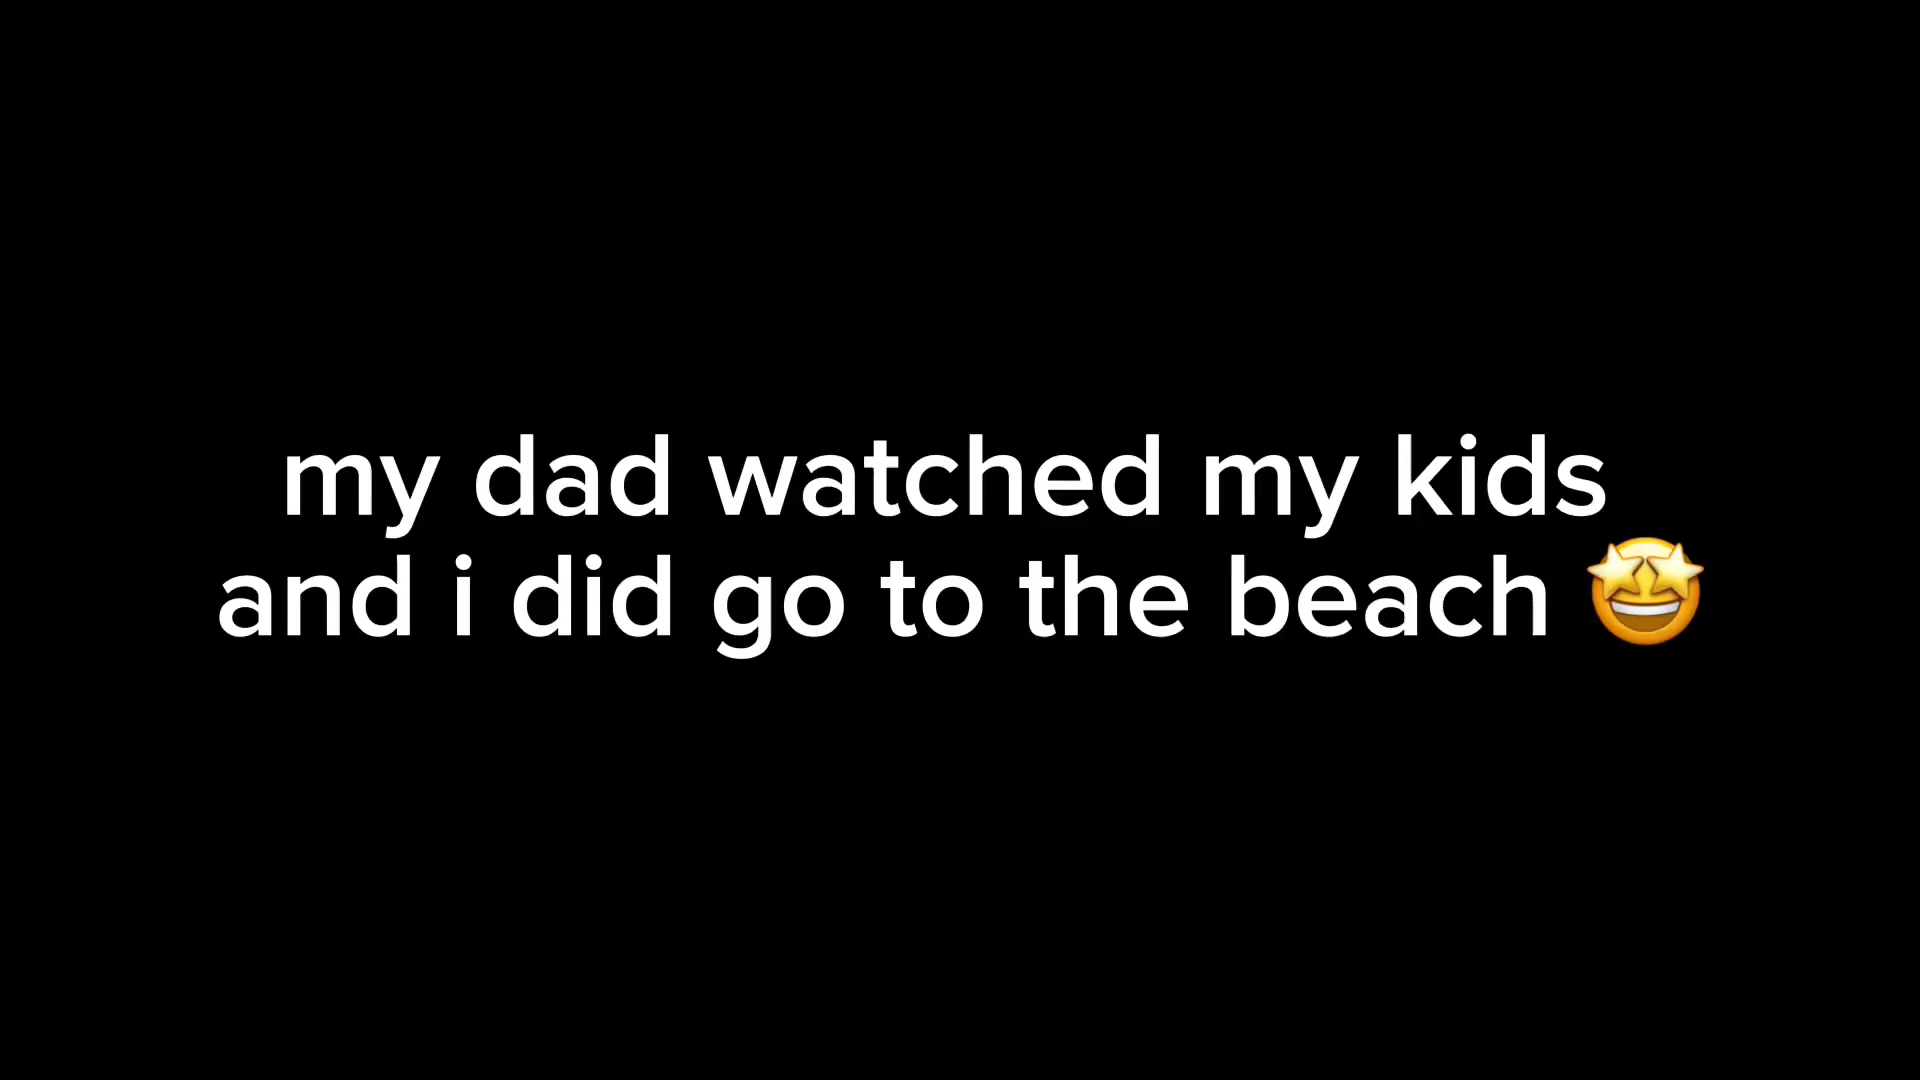 my dad watched my kids
and i did go to the beach 🤩